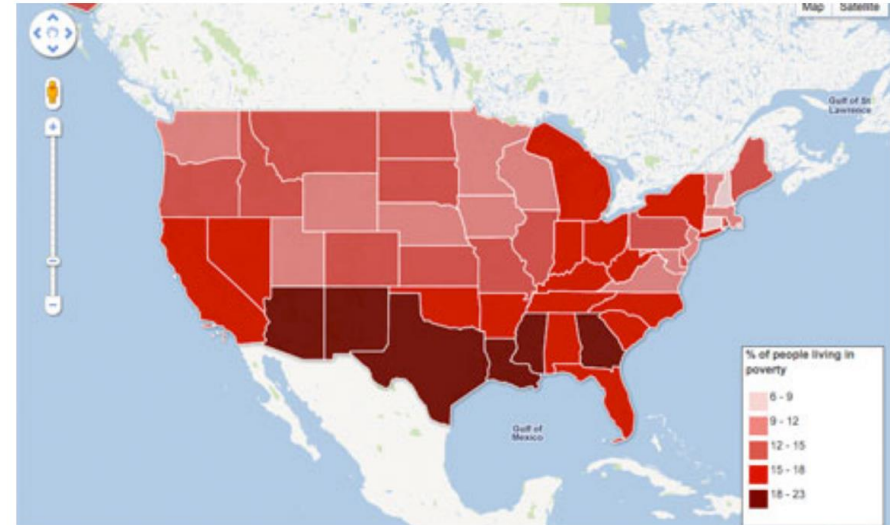 Map Satellite
Gulf of St
Lawrence
Gulf of
Mexico
% of people living in
poverty
6 - 9
9 - 12
12 - 15
15 - 18
18 - 23